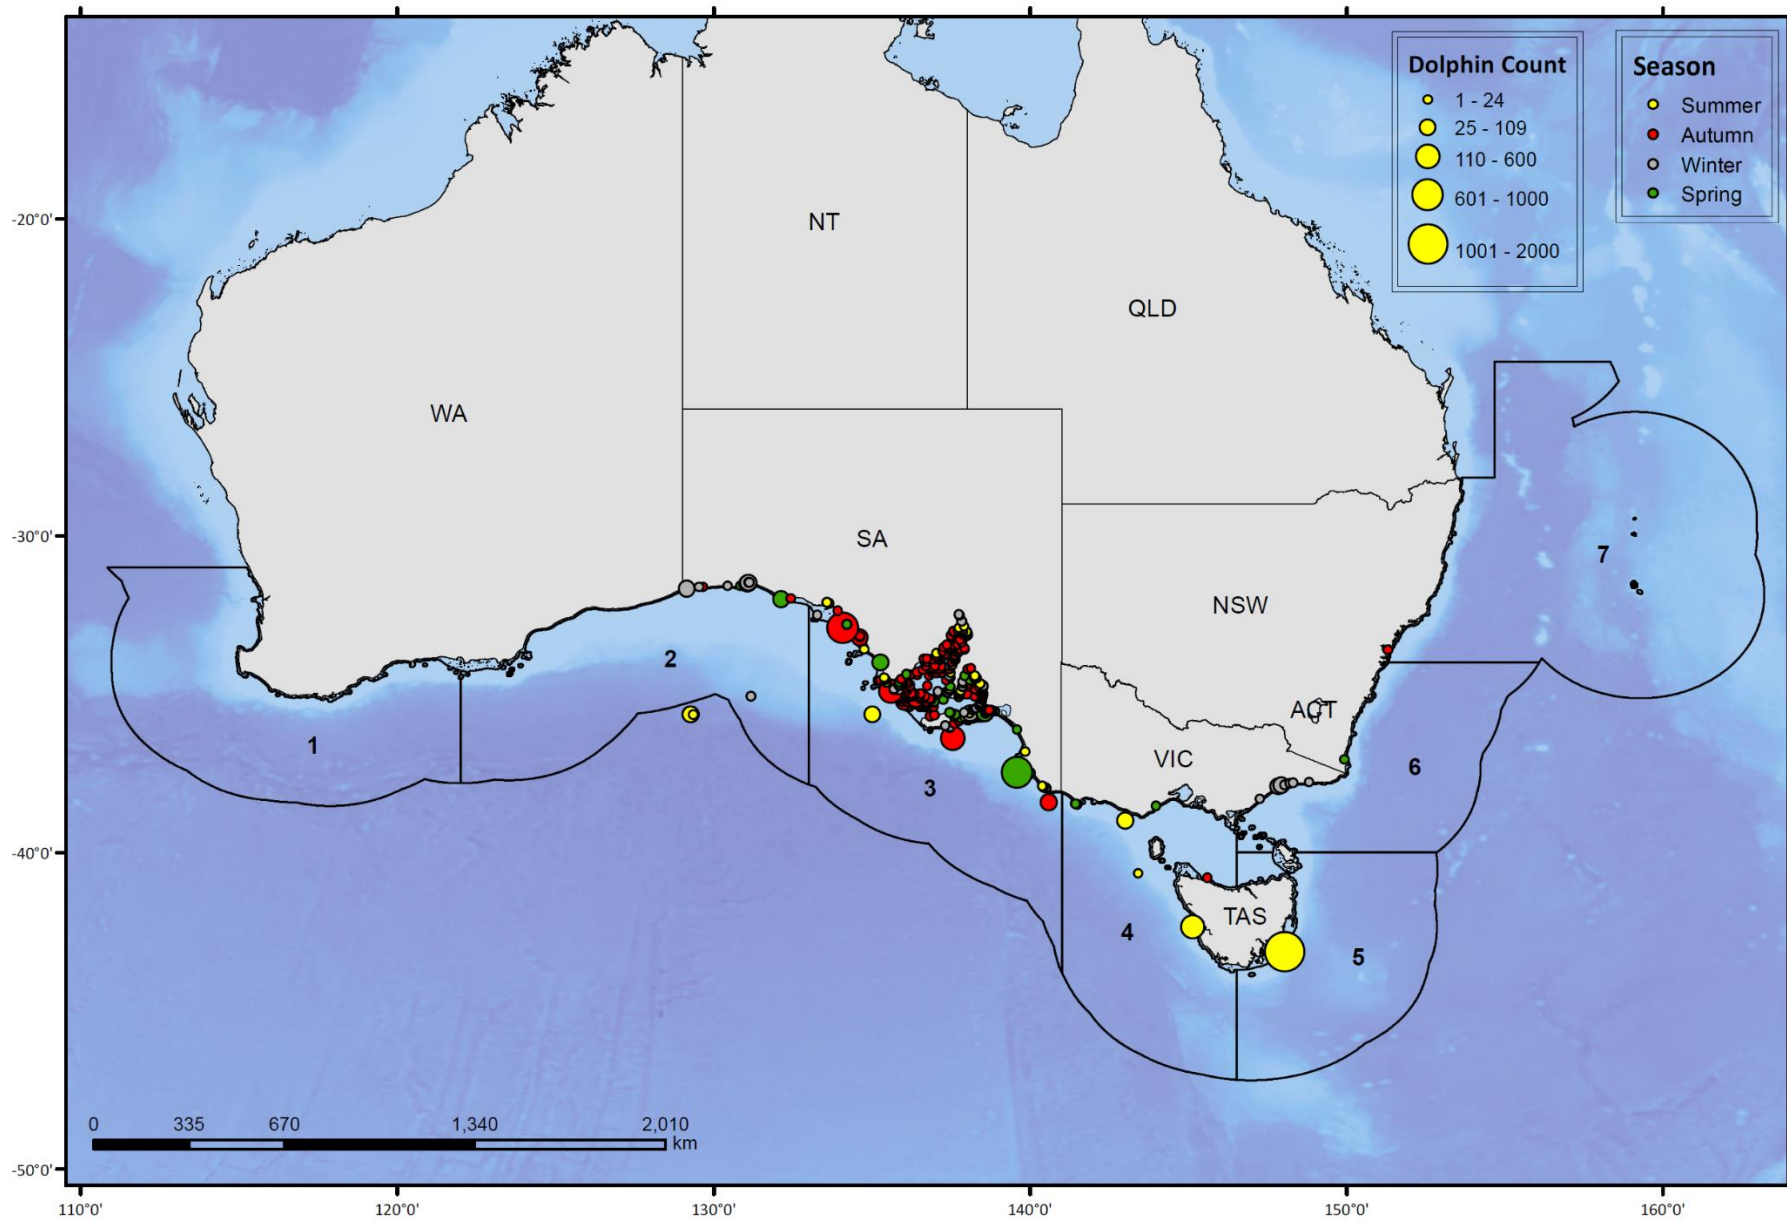 Dolphin Count
1 - 24
25 - 109
110 - 600
601 - 1000
1001 - 2000
Season
Summer
Autumn
Winter
Spring
-20°0'
-30°0'
-40°0'
-50°0'
NT
QLD
WA
SA
NSW
ACT
VIC
TAS
1
2
3
4
5
6
7
0 335 670 1,340 2,010
km
110°0' 120°0' 130°0' 140°0' 150°0' 160°0'